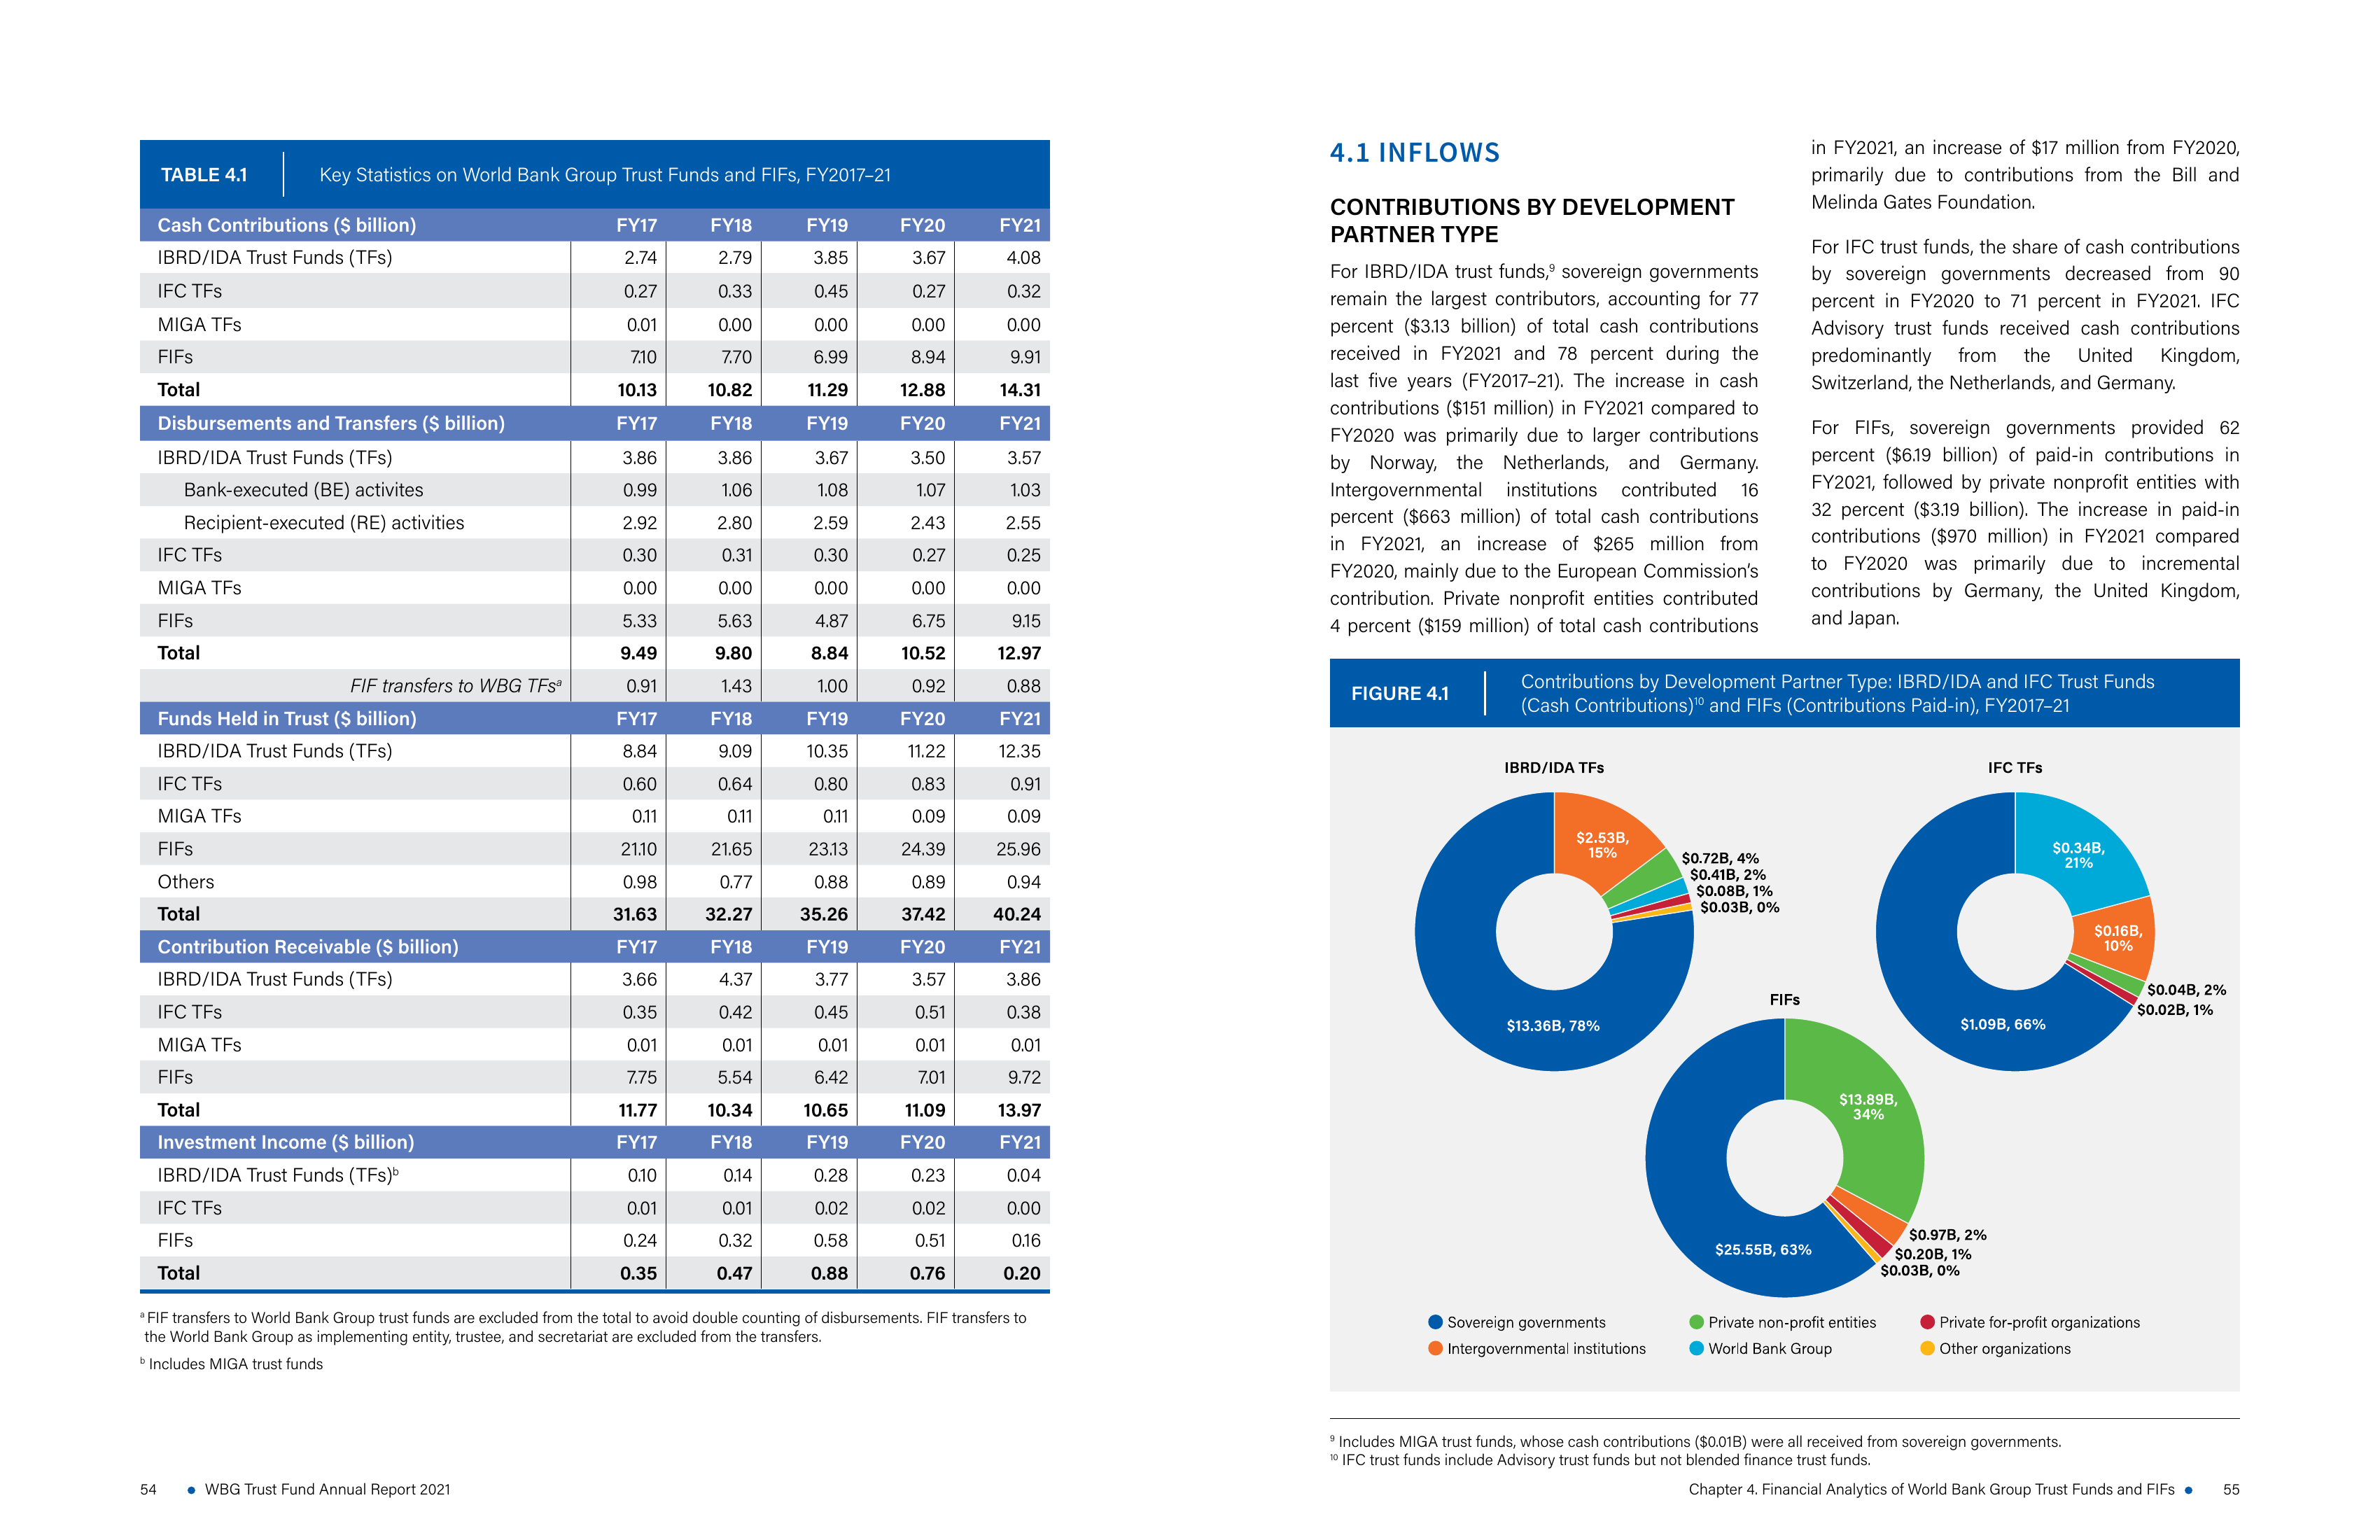 TABLE 4.1 Key Statistics on World Bank Group Trust Funds and FIFs, FY2017–21
Cash Contributions ($ billion) FY17 FY18 FY19 FY20 FY21
IBRD/IDA Trust Funds (TFs) 2.74 2.79 3.85 3.67 4.08
IFC TFs 0.27 0.33 0.45 0.27 0.32
MIGA TFs 0.01 0.00 0.00 0.00 0.00
FIFs 7.10 7.70 6.99 8.94 9.91
Total 10.13 10.82 11.29 12.88 14.31
Disbursements and Transfers ($ billion) FY17 FY18 FY19 FY20 FY21
IBRD/IDA Trust Funds (TFs) 3.86 3.86 3.67 3.50 3.57
Bank-executed (BE) activites 0.99 1.06 1.08 1.07 1.03
Recipient-executed (RE) activities 2.92 2.80 2.59 2.43 2.55
IFC TFs 0.30 0.31 0.30 0.27 0.25
MIGA TFs 0.00 0.00 0.00 0.00 0.00
FIFs 5.33 5.63 4.87 6.75 9.15
Total 9.49 9.80 8.84 10.52 12.97
FIF transfers to WBG TFsᵃ 0.91 1.43 1.00 0.92 0.88
Funds Held in Trust ($ billion) FY17 FY18 FY19 FY20 FY21
IBRD/IDA Trust Funds (TFs) 8.84 9.09 10.35 11.22 12.35
IFC TFs 0.60 0.64 0.80 0.83 0.91
MIGA TFs 0.11 0.11 0.11 0.09 0.09
FIFs 21.10 21.65 23.13 24.39 25.96
Others 0.98 0.77 0.88 0.89 0.94
Total 31.63 32.27 35.26 37.42 40.24
Contribution Receivable ($ billion) FY17 FY18 FY19 FY20 FY21
IBRD/IDA Trust Funds (TFs) 3.66 4.37 3.77 3.57 3.86
IFC TFs 0.35 0.42 0.45 0.51 0.38
MIGA TFs 0.01 0.01 0.01 0.01 0.01
FIFs 7.75 5.54 6.42 7.01 9.72
Total 11.77 10.34 10.65 11.09 13.97
Investment Income ($ billion) FY17 FY18 FY19 FY20 FY21
IBRD/IDA Trust Funds (TFs)ᵇ 0.10 0.14 0.28 0.23 0.04
IFC TFs 0.01 0.01 0.02 0.02 0.00
FIFs 0.24 0.32 0.58 0.51 0.16
Total 0.35 0.47 0.88 0.76 0.20
ᵃ FIF transfers to World Bank Group trust funds are excluded from the total to avoid double counting of disbursements. FIF transfers to
the World Bank Group as implementing entity, trustee, and secretariat are excluded from the transfers.
ᵇ Includes MIGA trust funds
54 • WBG Trust Fund Annual Report 2021
4.1 INFLOWS
CONTRIBUTIONS BY DEVELOPMENT
PARTNER TYPE
For IBRD/IDA trust funds,⁹ sovereign governments
remain the largest contributors, accounting for 77
percent ($3.13 billion) of total cash contributions
received in FY2021 and 78 percent during the
last five years (FY2017–21). The increase in cash
contributions ($151 million) in FY2021 compared to
FY2020 was primarily due to larger contributions
by Norway, the Netherlands, and Germany.
Intergovernmental institutions contributed 16
percent ($663 million) of total cash contributions
in FY2021, an increase of $265 million from
FY2020, mainly due to the European Commission's
contribution. Private nonprofit entities contributed
4 percent ($159 million) of total cash contributions
in FY2021, an increase of $17 million from FY2020,
primarily due to contributions from the Bill and
Melinda Gates Foundation.
For IFC trust funds, the share of cash contributions
by sovereign governments decreased from 90
percent in FY2020 to 71 percent in FY2021. IFC
Advisory trust funds received cash contributions
predominantly from the United Kingdom,
Switzerland, the Netherlands, and Germany.
For FIFs, sovereign governments provided 62
percent ($6.19 billion) of paid-in contributions in
FY2021, followed by private nonprofit entities with
32 percent ($3.19 billion). The increase in paid-in
contributions ($970 million) in FY2021 compared
to FY2020 was primarily due to incremental
contributions by Germany, the United Kingdom,
and Japan.
FIGURE 4.1 Contributions by Development Partner Type: IBRD/IDA and IFC Trust Funds
(Cash Contributions)¹⁰ and FIFs (Contributions Paid-in), FY2017–21
IBRD/IDA TFs
$2.53B,
15%
$0.72B, 4%
$0.41B, 2%
$0.08B, 1%
$0.03B, 0%
$13.36B, 78%
IFC TFs
$0.34B,
21%
$0.16B,
10%
$0.04B, 2%
$0.02B, 1%
$1.09B, 66%
FIFs
$13.89B,
34%
$0.97B, 2%
$0.20B, 1%
$0.03B, 0%
$25.55B, 63%
Sovereign governments Private non-profit entities Private for-profit organizations
Intergovernmental institutions World Bank Group Other organizations
⁹ Includes MIGA trust funds, whose cash contributions ($0.01B) were all received from sovereign governments.
¹⁰ IFC trust funds include Advisory trust funds but not blended finance trust funds.
Chapter 4. Financial Analytics of World Bank Group Trust Funds and FIFs • 55